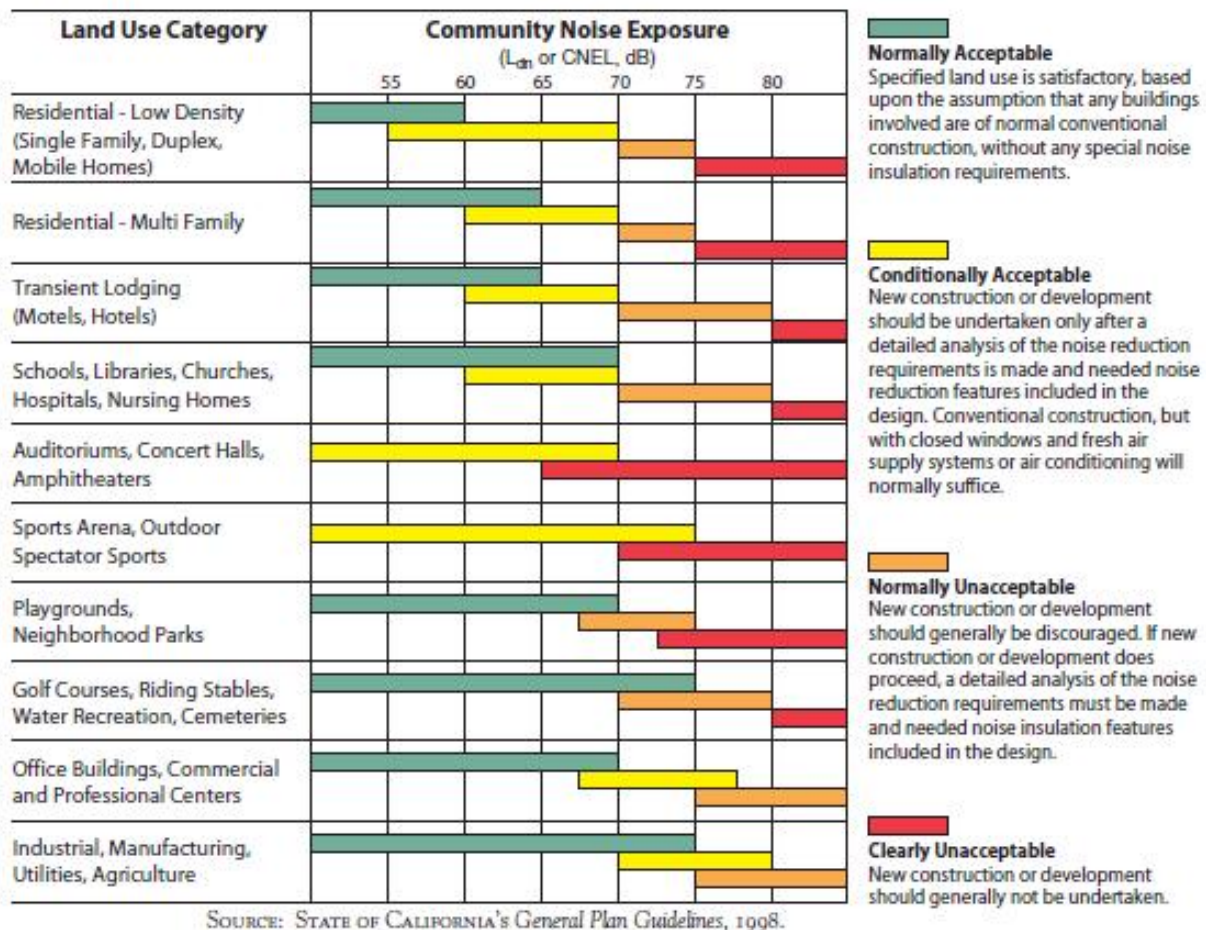 Land Use Category
Community Noise Exposure
(Ldn or CNEL, dB)
55 60 65 70 75 80
Residential - Low Density
(Single Family, Duplex,
Mobile Homes)
Residential - Multi Family
Transient Lodging
(Motels, Hotels)
Schools, Libraries, Churches,
Hospitals, Nursing Homes
Auditoriums, Concert Halls,
Amphitheaters
Sports Arena, Outdoor
Spectator Sports
Playgrounds,
Neighborhood Parks
Golf Courses, Riding Stables,
Water Recreation, Cemeteries
Office Buildings, Commercial
and Professional Centers
Industrial, Manufacturing,
Utilities, Agriculture
Normally Acceptable
Specified land use is satisfactory, based
upon the assumption that any buildings
involved are of normal conventional
construction, without any special noise
insulation requirements.
Conditionally Acceptable
New construction or development
should be undertaken only after a
detailed analysis of the noise reduction
requirements is made and needed noise
reduction features included in the
design. Conventional construction, but
with closed windows and fresh air
supply systems or air conditioning will
normally suffice.
Normally Unacceptable
New construction or development
should generally be discouraged. If new
construction or development does
proceed, a detailed analysis of the noise
reduction requirements must be made
and needed noise insulation features
included in the design.
Clearly Unacceptable
New construction or development
should generally not be undertaken.
SOURCE: STATE OF CALIFORNIA'S General Plan Guidelines, 1998.